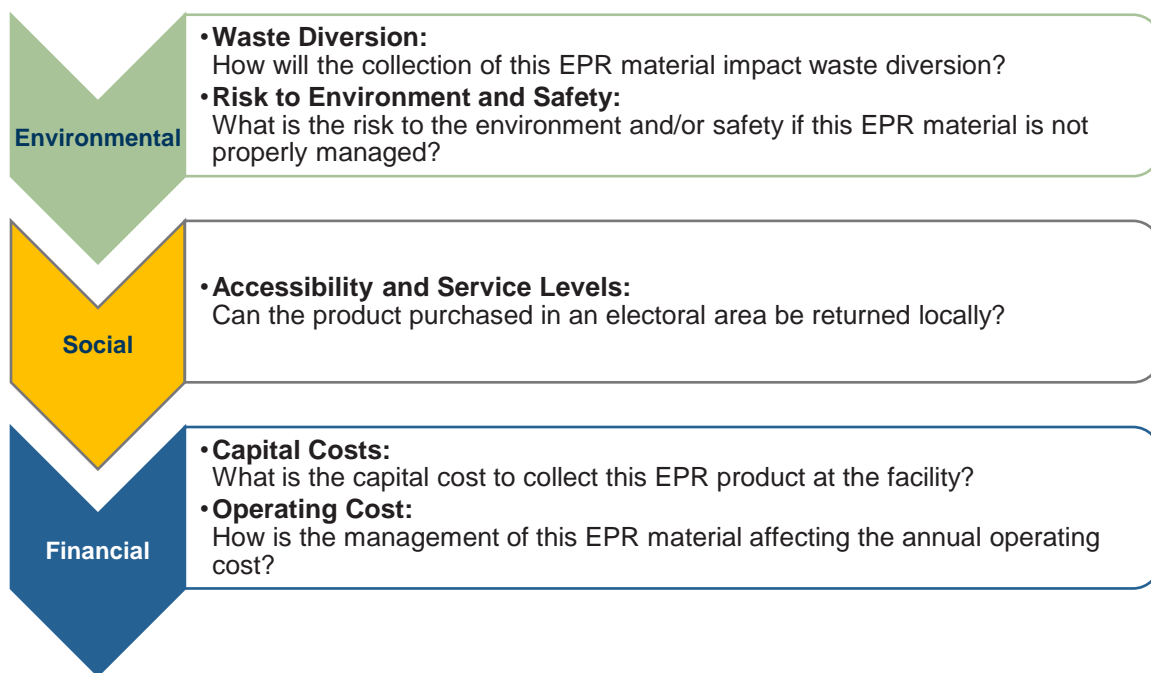 Environmental
•Waste Diversion:
How will the collection of this EPR material impact waste diversion?
•Risk to Environment and Safety:
What is the risk to the environment and/or safety if this EPR material is not
properly managed?
Social
•Accessibility and Service Levels:
Can the product purchased in an electoral area be returned locally?
Financial
•Capital Costs:
What is the capital cost to collect this EPR product at the facility?
•Operating Cost:
How is the management of this EPR material affecting the annual operating
cost?